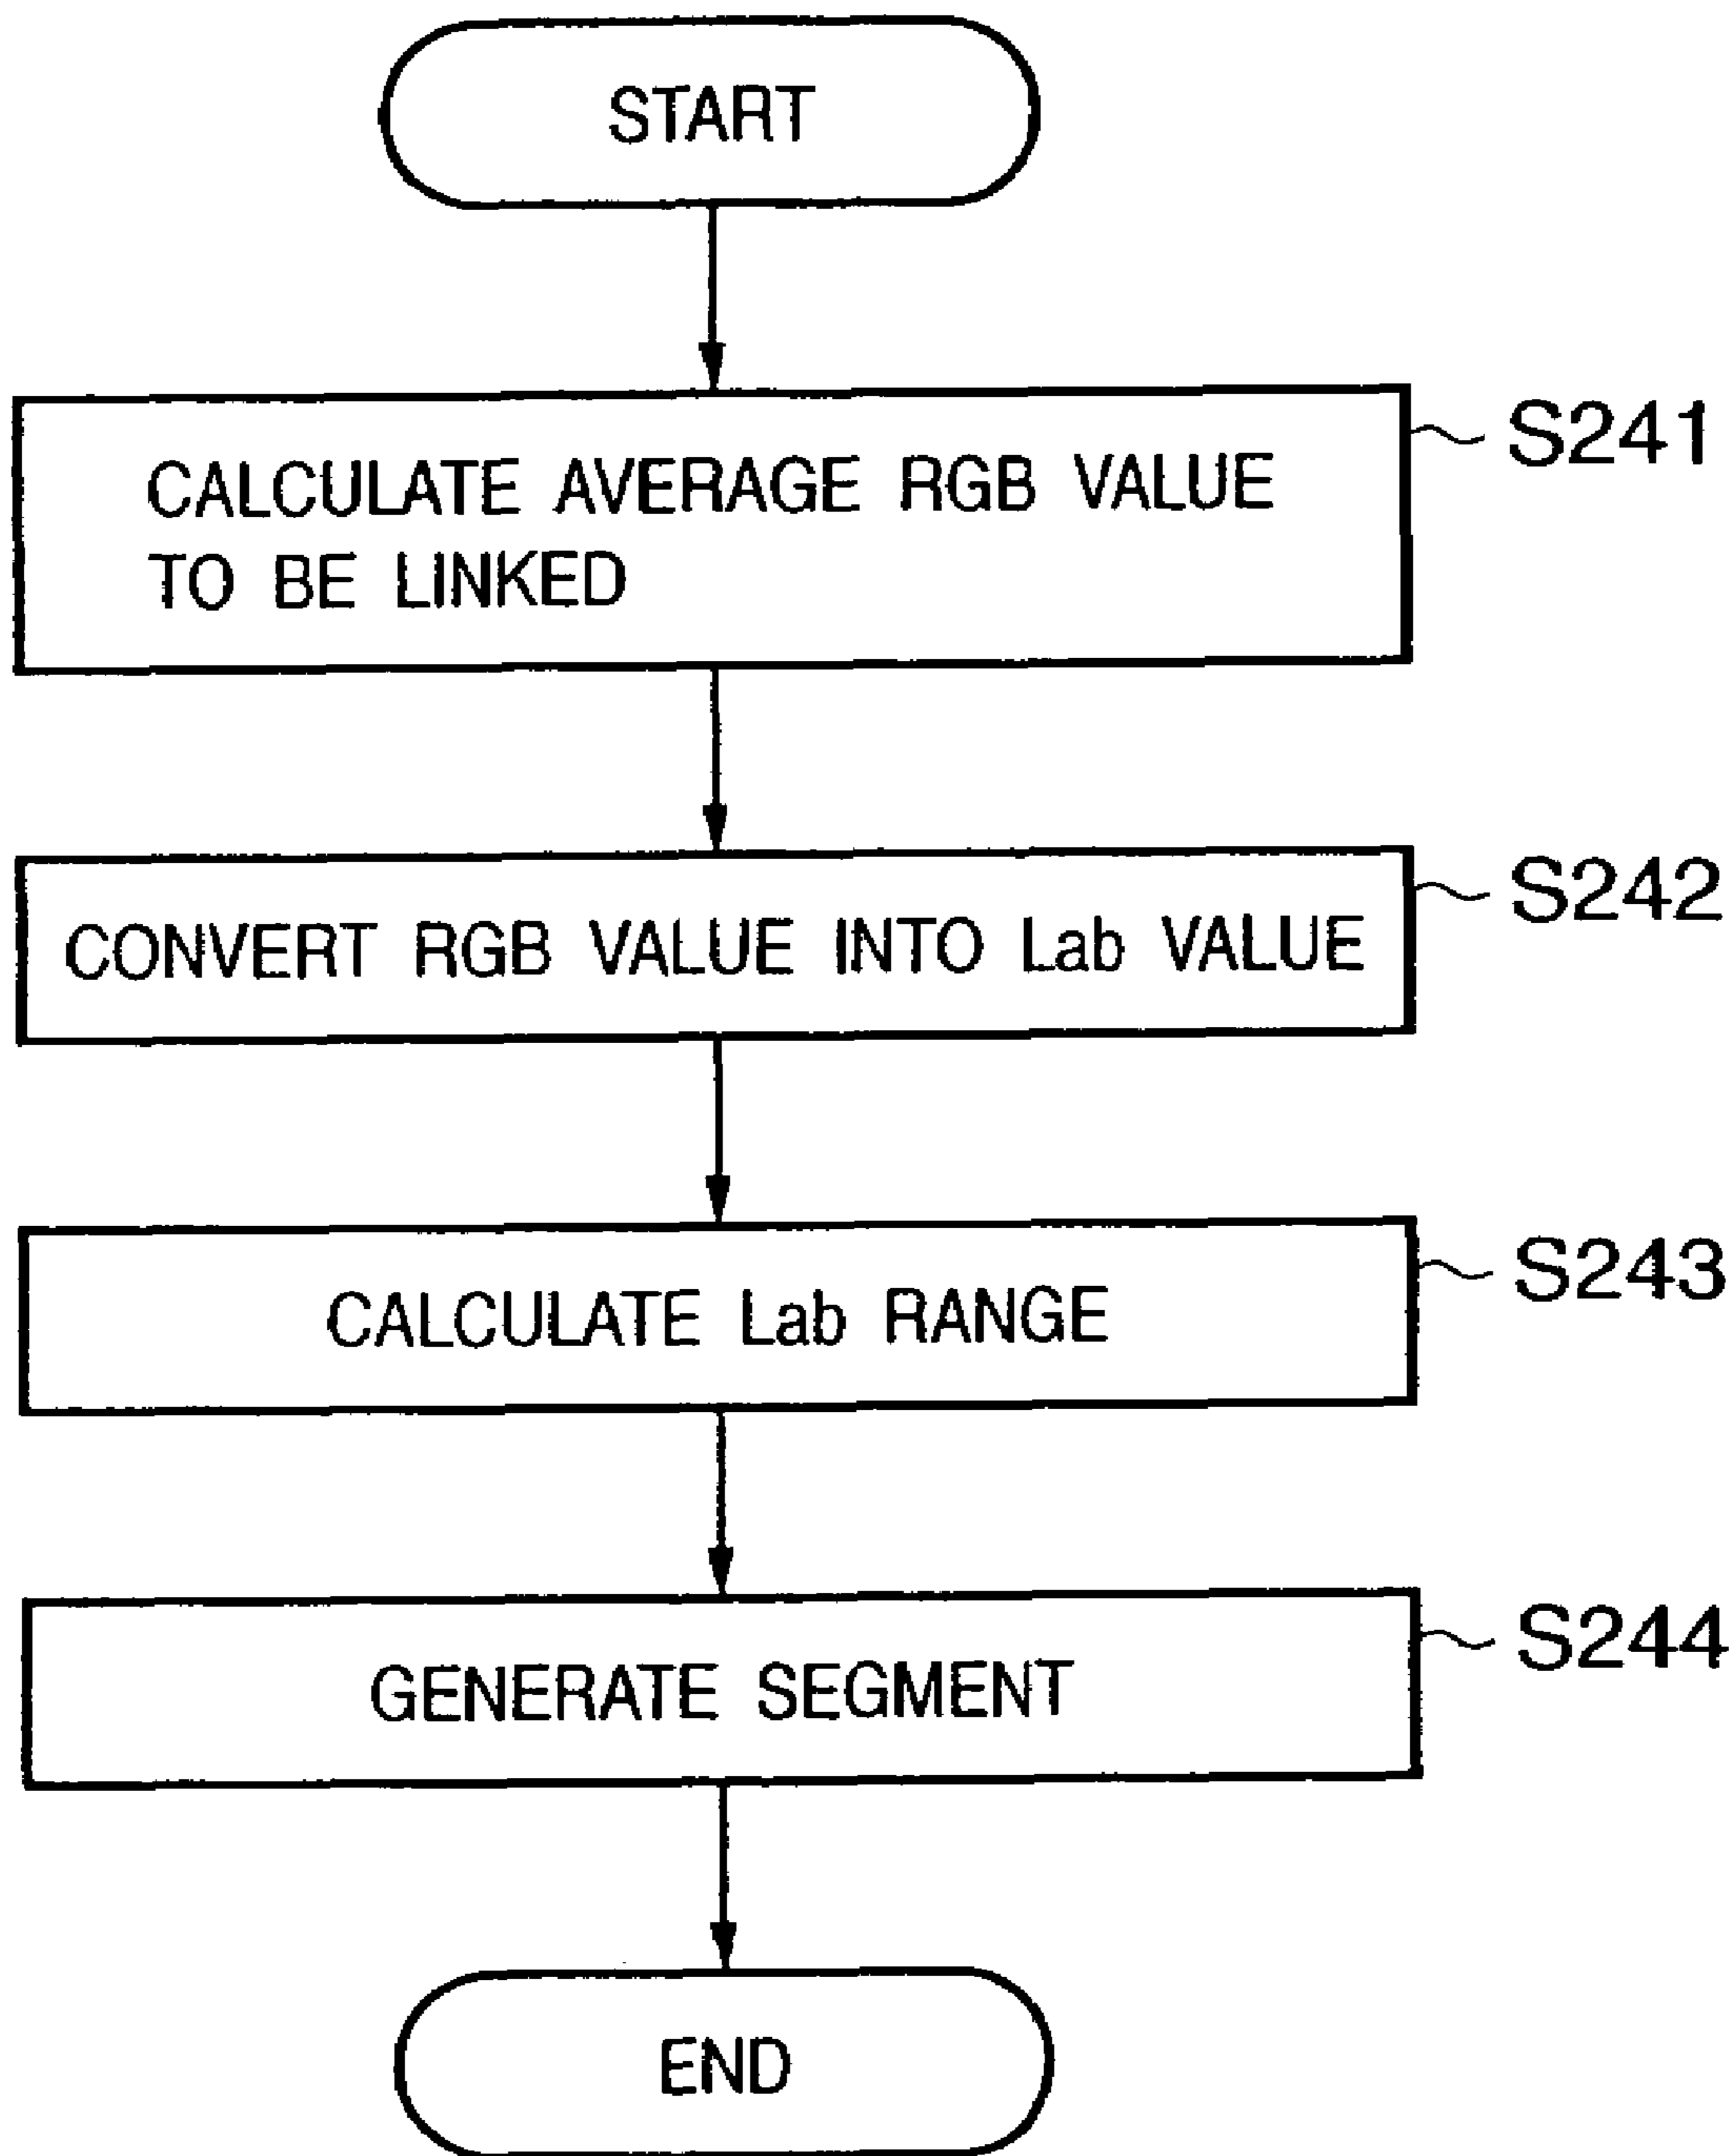 START
CALCULATE AVERAGE RGB VALUE
TO BE LINKED
S241
CONVERT RGB VALUE INTO Lab VALUE
S242
CALCULATE Lab RANGE
S243
GENERATE SEGMENT
S244
END